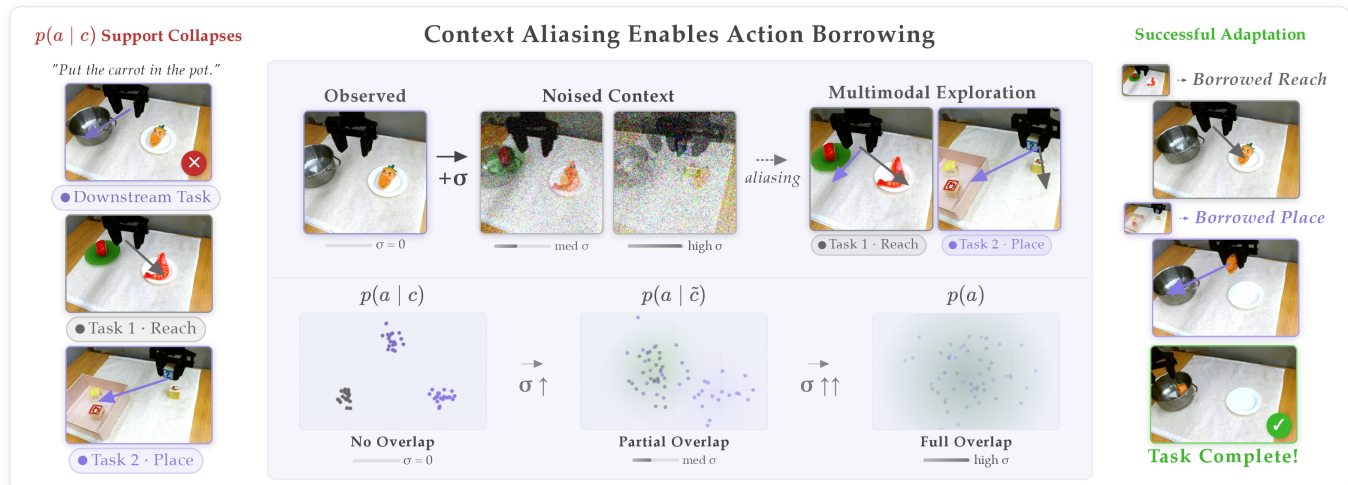 p(a | c) Support Collapses
"Put the carrot in the pot."
Downstream Task
Task 1 · Reach
Task 2 · Place
Context Aliasing Enables Action Borrowing
Observed
σ = 0
+σ
Noised Context
med σ
high σ
aliasing
Multimodal Exploration
Task 1 · Reach
Task 2 · Place
p(a | c)
No Overlap
σ = 0
σ ↑
p(a | c̃)
Partial Overlap
med σ
σ ↑↑
p(a)
Full Overlap
high σ
Successful Adaptation
Borrowed Reach
Borrowed Place
Task Complete!